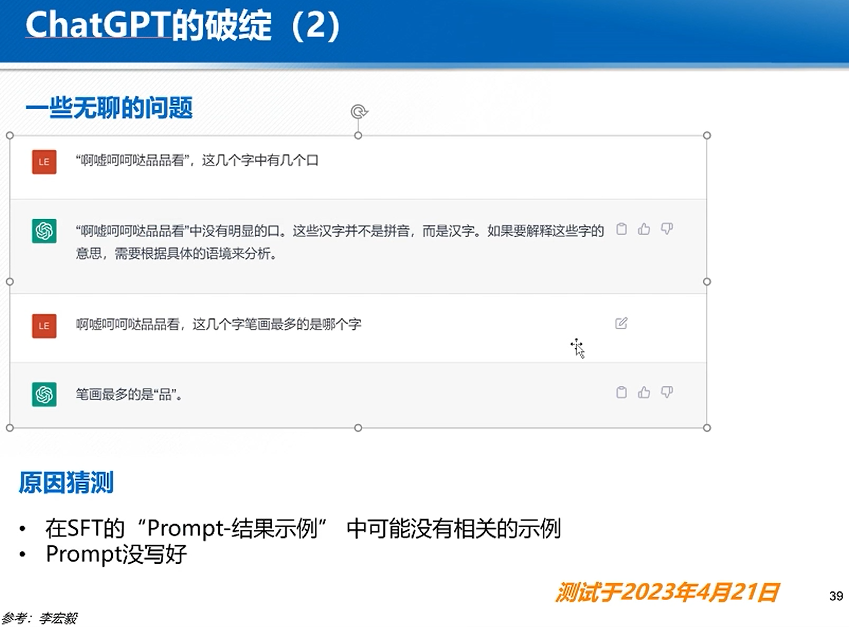 ChatGPT的破绽（2）
一些无聊的问题
LE
“啊嘘呵呵哒品品看”，这几个字中有几个口
“啊嘘呵呵哒品品看”中没有明显的口。这些汉字并不是拼音，而是汉字。如果要解释这些字的
意思，需要根据具体的语境来分析。
LE
啊嘘呵呵哒品品看，这几个字笔画最多的是哪个字
笔画最多的是“品”。
原因猜测
• 在SFT的“Prompt-结果示例” 中可能没有相关的示例
• Prompt没写好
测试于2023年4月21日
39
参考：李宏毅